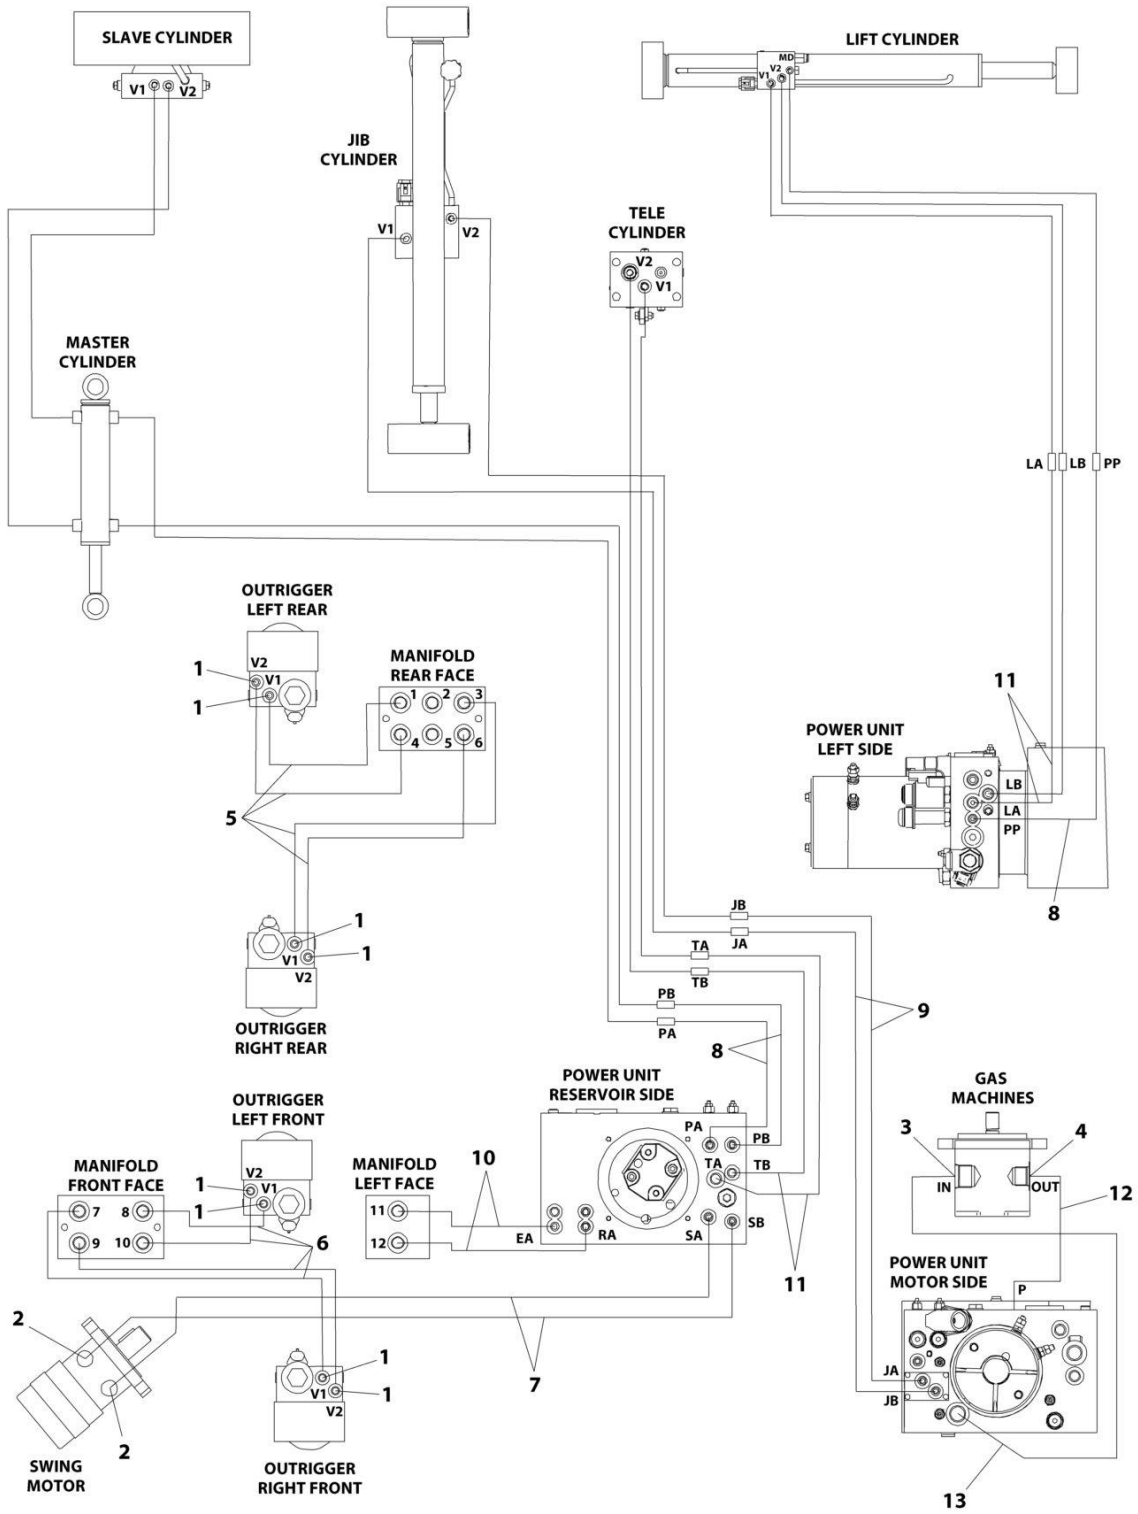 SLAVE CYLINDER
V1
V2
LIFT CYLINDER
MD
V2
V1
JIB
CYLINDER
V1
V2
TELE
CYLINDER
V2
V1
MASTER
CYLINDER
LA
LB
PP
OUTRIGGER
LEFT REAR
V2
V1
1
1
MANIFOLD
REAR FACE
1
2
3
4
5
6
5
11
POWER UNIT
LEFT SIDE
LB
LA
PP
8
1
1
V1
V2
OUTRIGGER
RIGHT REAR
JB
JA
TA
TB
PB
PA
9
8
POWER UNIT
RESERVOIR SIDE
PA
PB
TA
TB
EA
RA
SA
SB
11
GAS
MACHINES
3
4
IN
OUT
12
OUTRIGGER
LEFT FRONT
V2
V1
1
1
MANIFOLD
FRONT FACE
7
8
9
10
6
MANIFOLD
LEFT FACE
11
12
10
POWER UNIT
MOTOR SIDE
P
JA
JB
13
2
2
SWING
MOTOR
7
1
1
V1
V2
OUTRIGGER
RIGHT FRONT